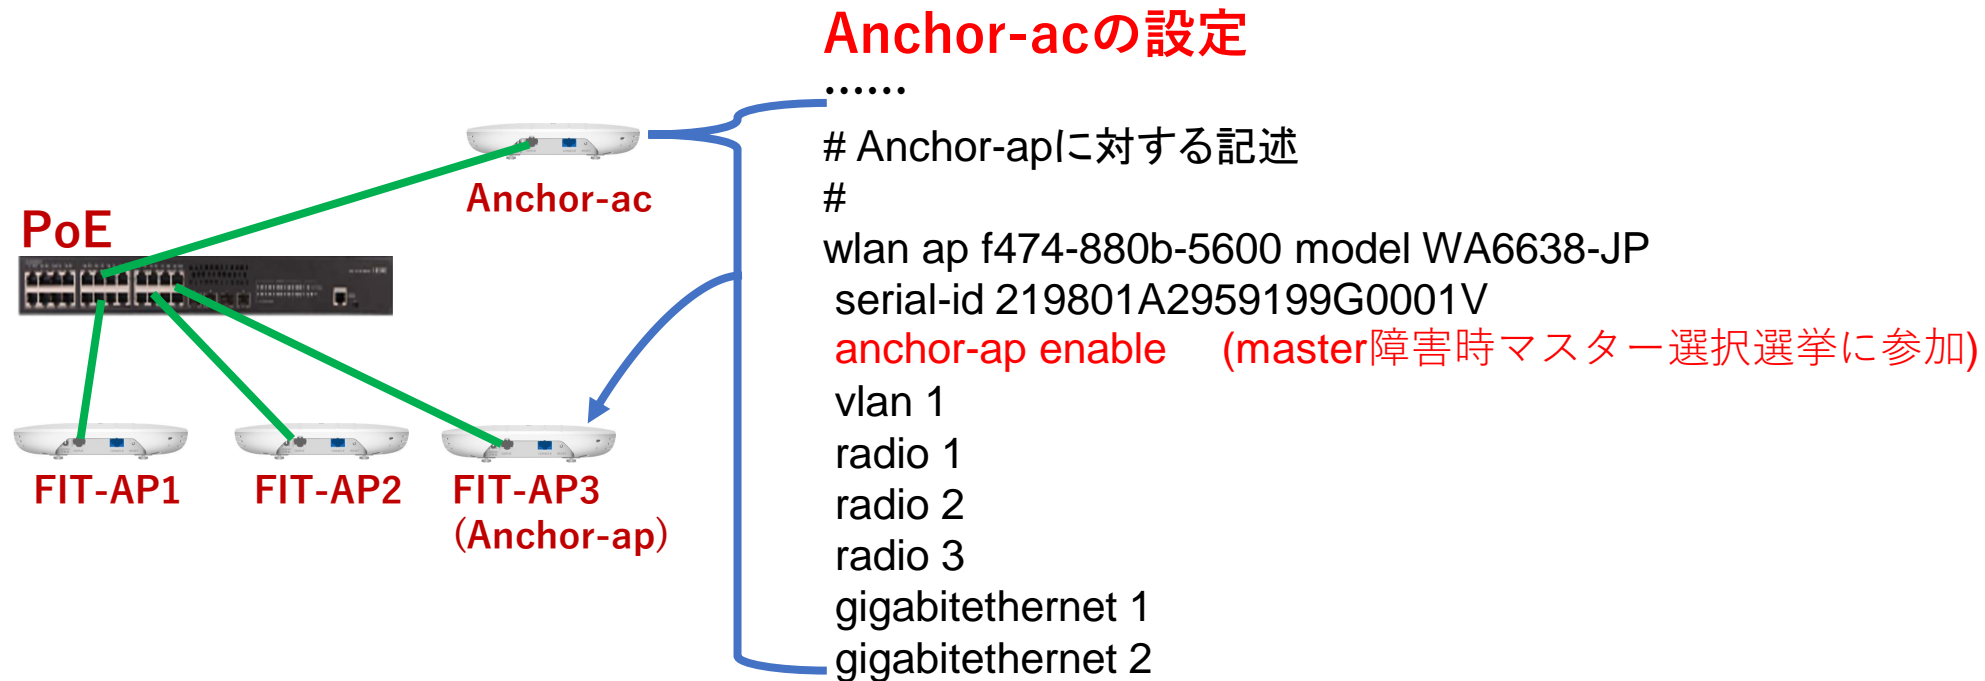 Anchor-acの設定
......
# Anchor-apに対する記述
#
wlan ap f474-880b-5600 model WA6638-JP
serial-id 219801A2959199G0001V
anchor-ap enable (master障害時マスター選択選挙に参加)
vlan 1
radio 1
radio 2
radio 3
gigabitethernet 1
gigabitethernet 2
Anchor-ac
PoE
FIT-AP1
FIT-AP2
FIT-AP3
(Anchor-ap)